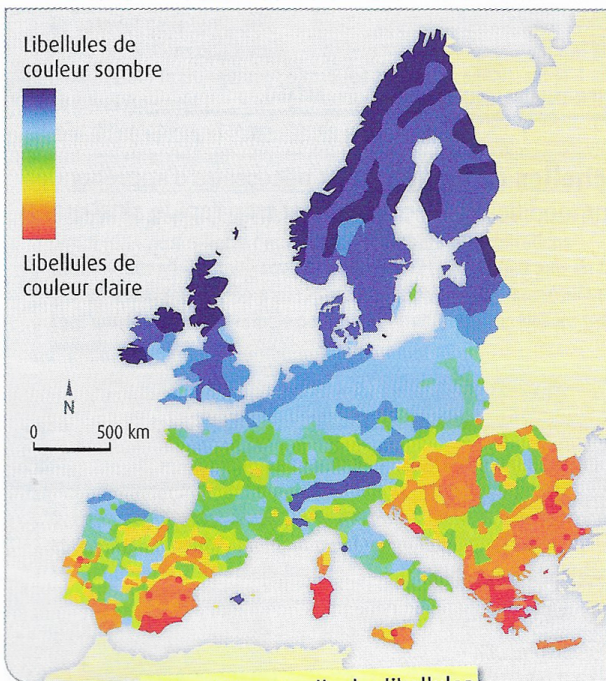 Libellules de
couleur sombre
Libellules de
couleur claire
N
0 500 km